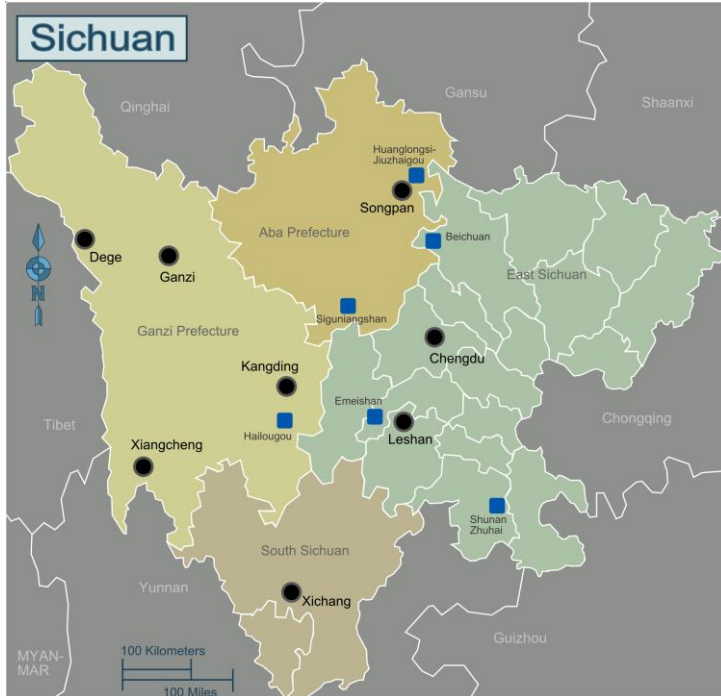 Sichuan
Qinghai
Gansu
Shaanxi
Huanglongsi-
Jiuzhaigou
Songpan
Aba Prefecture
Beichuan
Dege
Ganzi
East Sichuan
N
Siguniangshan
Ganzi Prefecture
Chengdu
Kangding
Emeishan
Tibet
Hailougou
Leshan
Chongqing
Xiangcheng
Shunan
Zhuhai
South Sichuan
Yunnan
Xichang
Guizhou
100 Kilometers
MYAN-
MAR
100 Miles